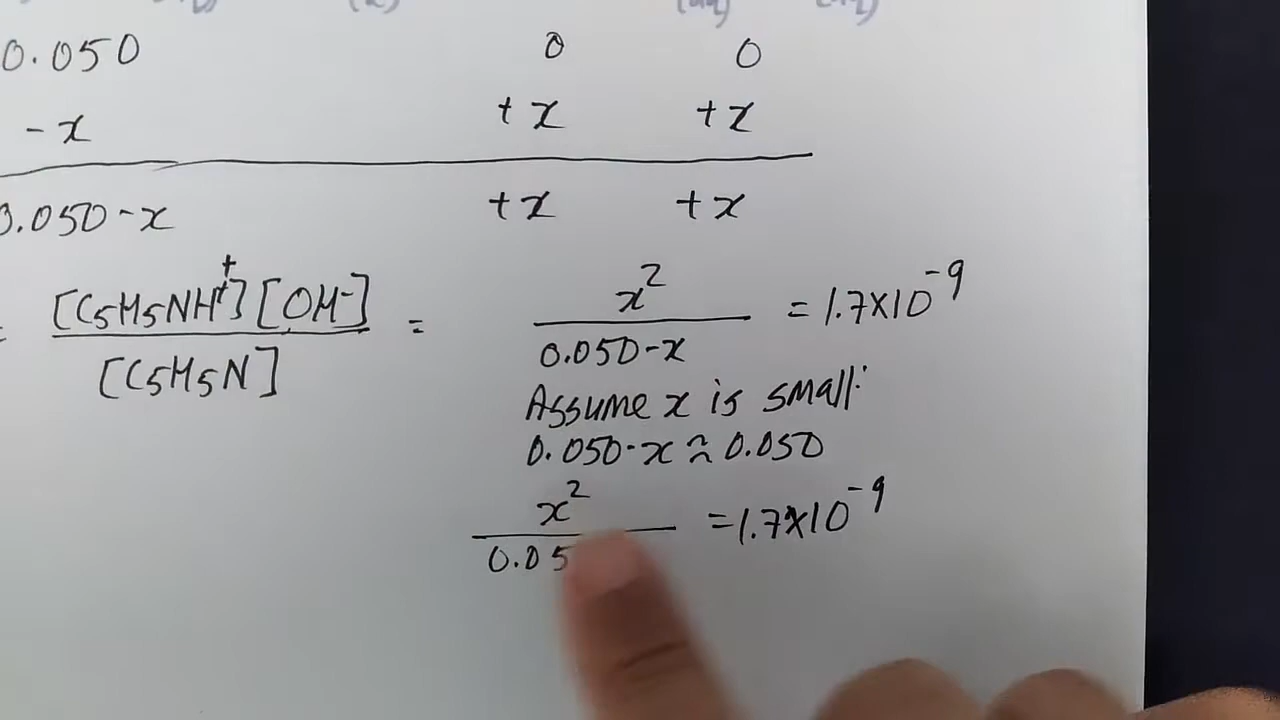 0.050 0 0
-x +x +x
0.050-x +x +x
= [C5H5NH+][OH-] / [C5H5N] = x² / 0.050-x = 1.7x10⁻⁹
Assume x is small:
0.050-x ≈ 0.050
x² / 0.05 = 1.7x10⁻⁹